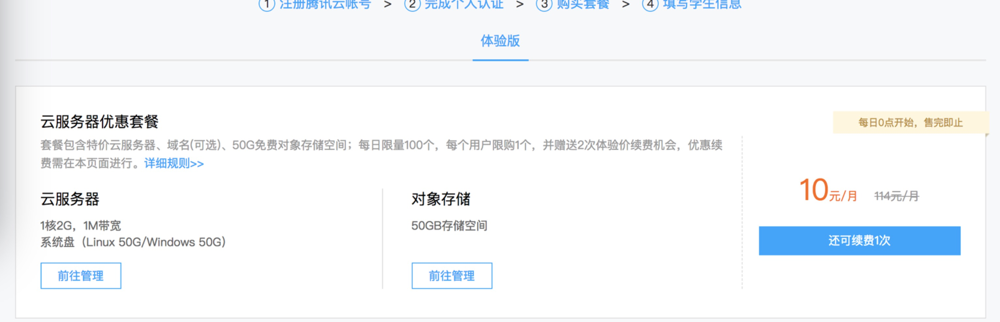 ① 注册腾讯云帐号 > ② 完成个人认证 > ③ 购买套餐 > ④ 填写学生信息
体验版
云服务器优惠套餐
每日0点开始，售完即止
套餐包含特价云服务器、域名(可选)、50G免费对象存储空间；每日限量100个，每个用户限购1个，并赠送2次体验价续费机会，优惠续
费需在本页面进行。详细规则>>
云服务器
1核2G，1M带宽
系统盘（Linux 50G/Windows 50G）
前往管理
对象存储
50GB存储空间
前往管理
10元/月 114元/月
还可续费1次